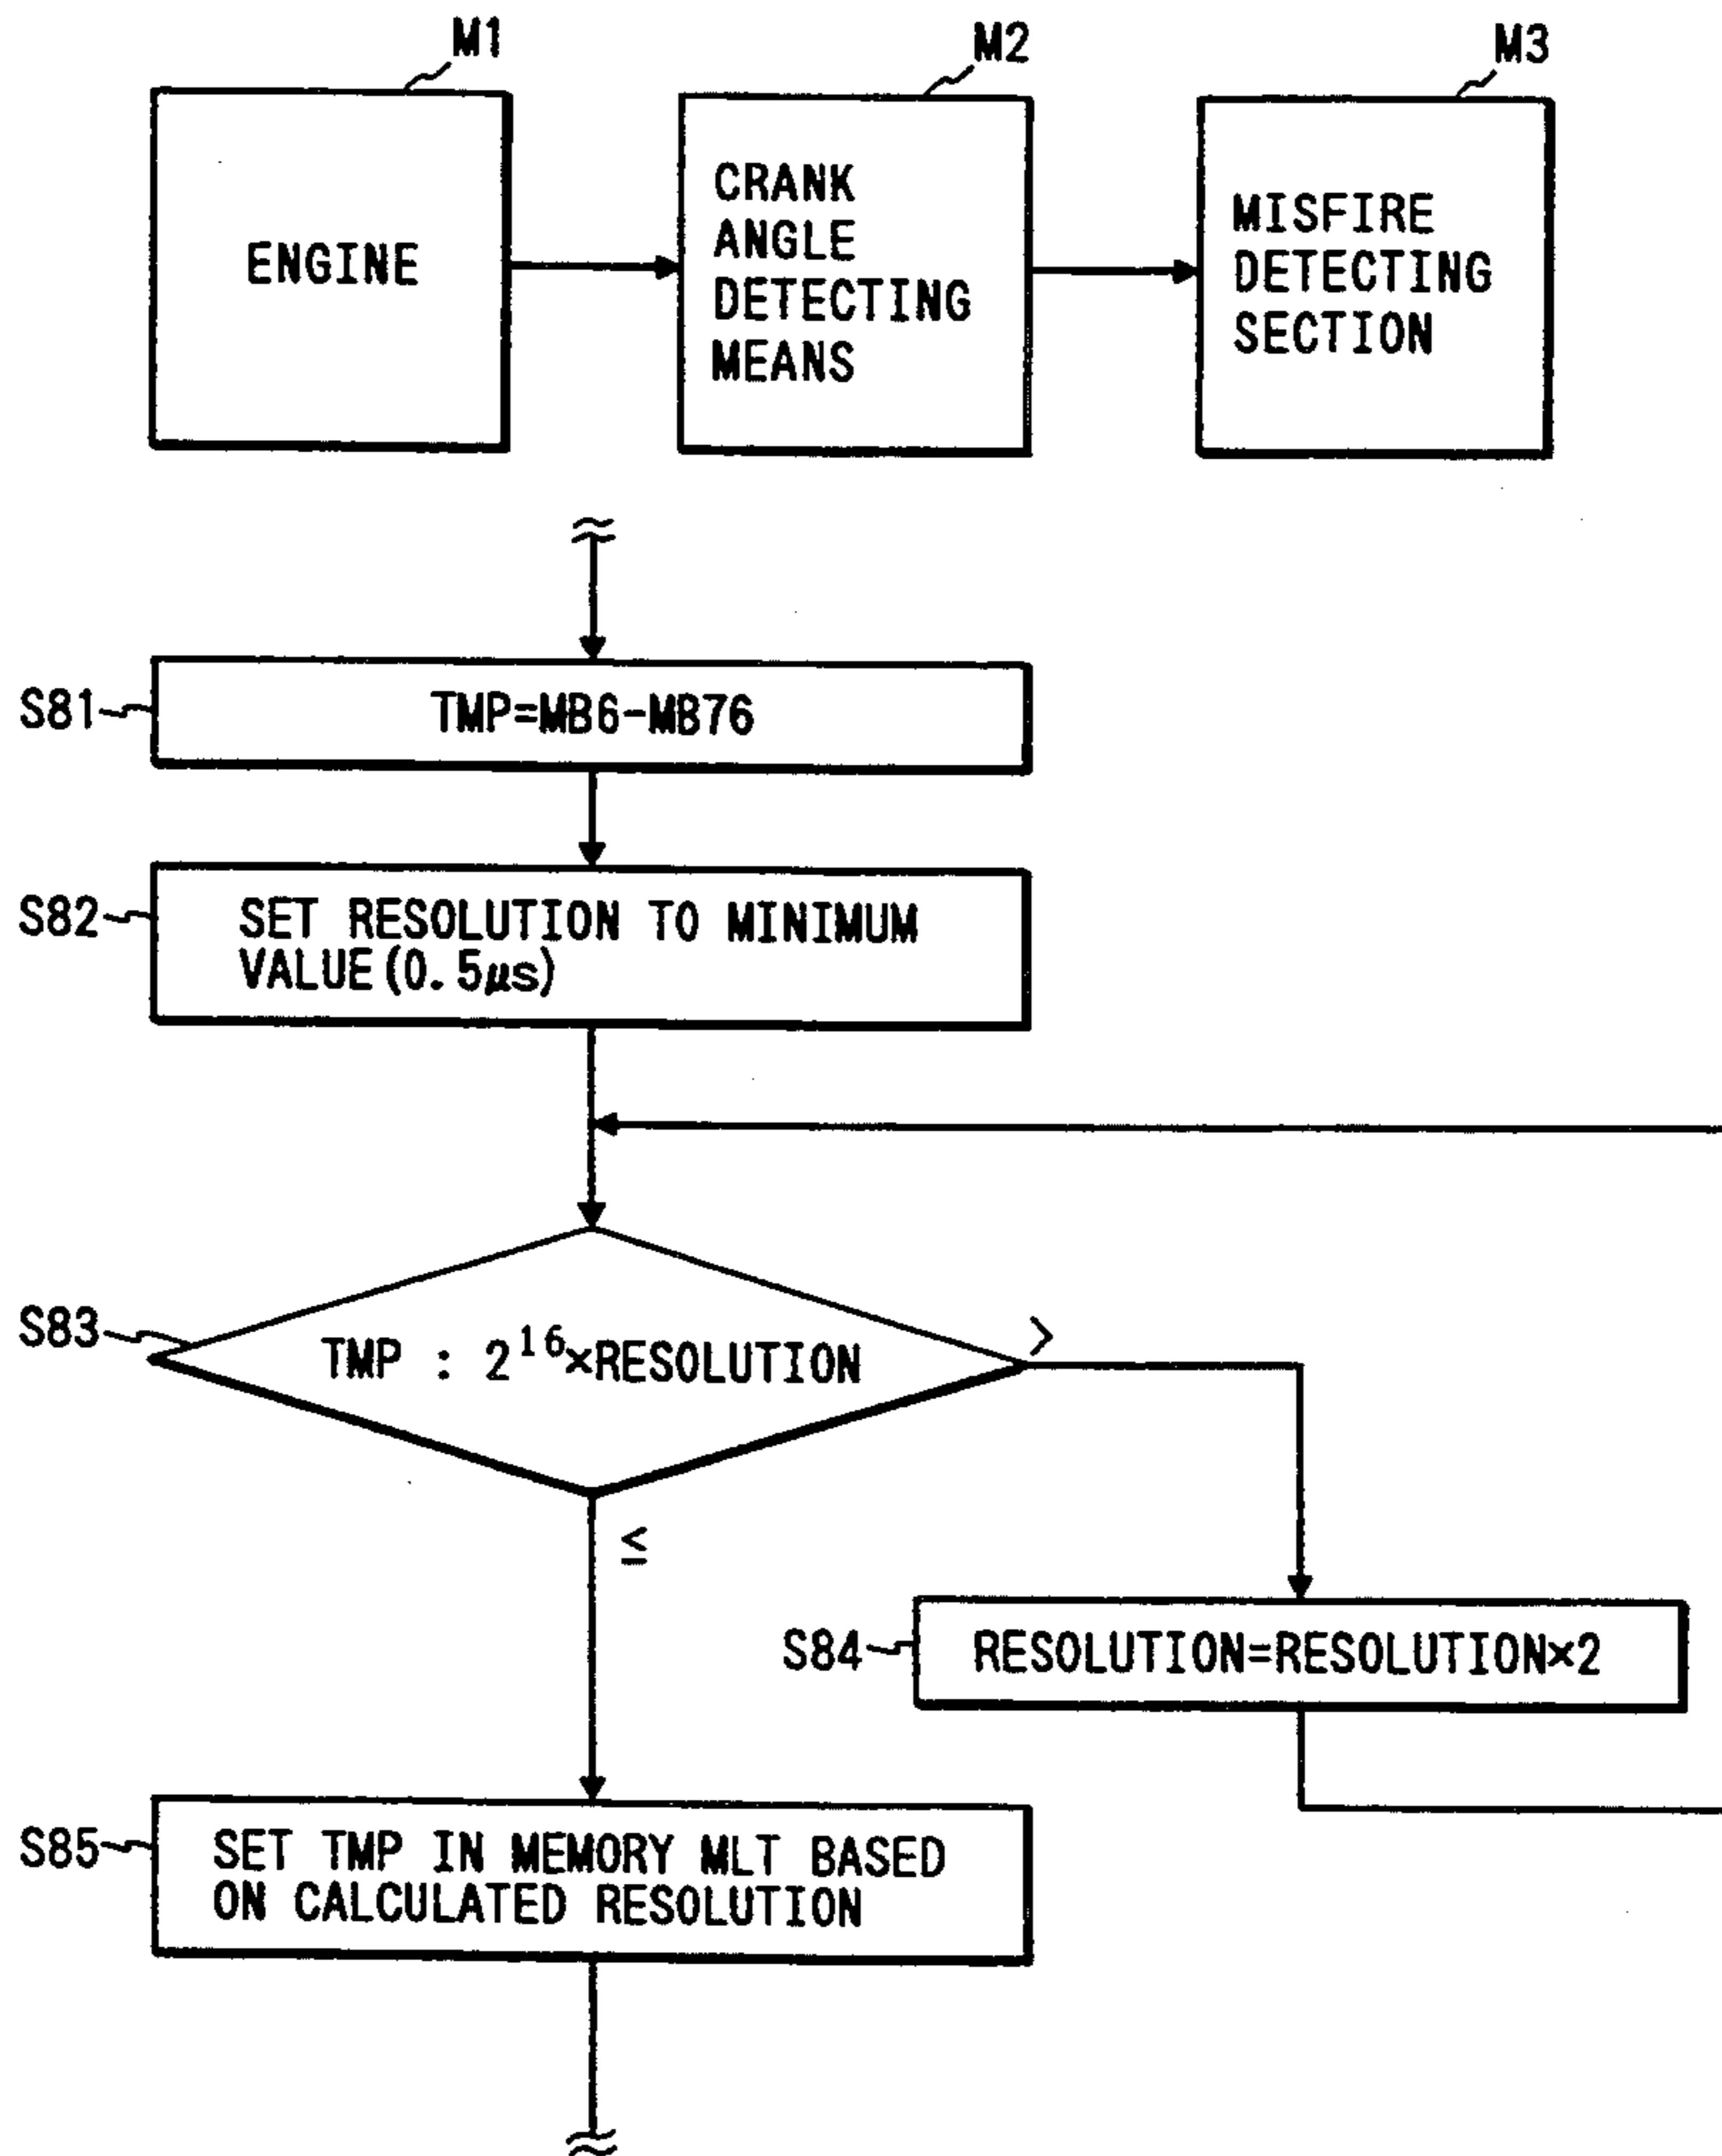 M1
M2
M3
ENGINE
CRANK
ANGLE
DETECTING
MEANS
MISFIRE
DETECTING
SECTION
S81
TMP=MB6-MB76
S82
SET RESOLUTION TO MINIMUM
VALUE(0.5μs)
S83
TMP : 2^16×RESOLUTION
>
≤
S84
RESOLUTION=RESOLUTION×2
S85
SET TMP IN MEMORY MLT BASED
ON CALCULATED RESOLUTION